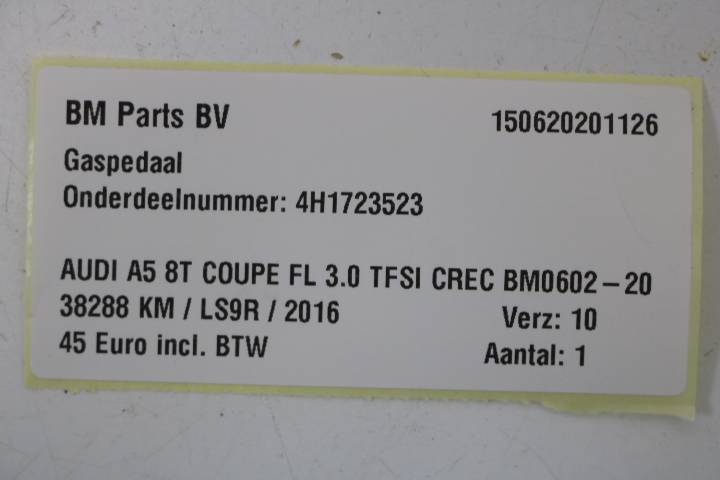 BM Parts BV 150620201126
Gaspedaal
Onderdeelnummer: 4H1723523
AUDI A5 8T COUPE FL 3.0 TFSI CREC BM0602-20
38288 KM / LS9R / 2016 Verz: 10
45 Euro incl. BTW Aantal: 1